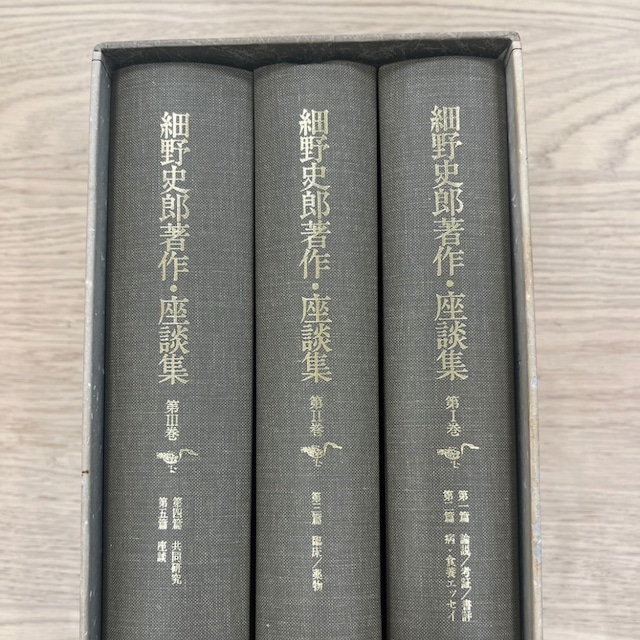 細野史郎著作・座談集
第I巻
第一篇 論説/考証/書評
第二篇 病・食養エッセイ
細野史郎著作・座談集
第II巻
第三篇 臨床/薬物
細野史郎著作・座談集
第III巻
第四篇 共同研究
第五篇 座談